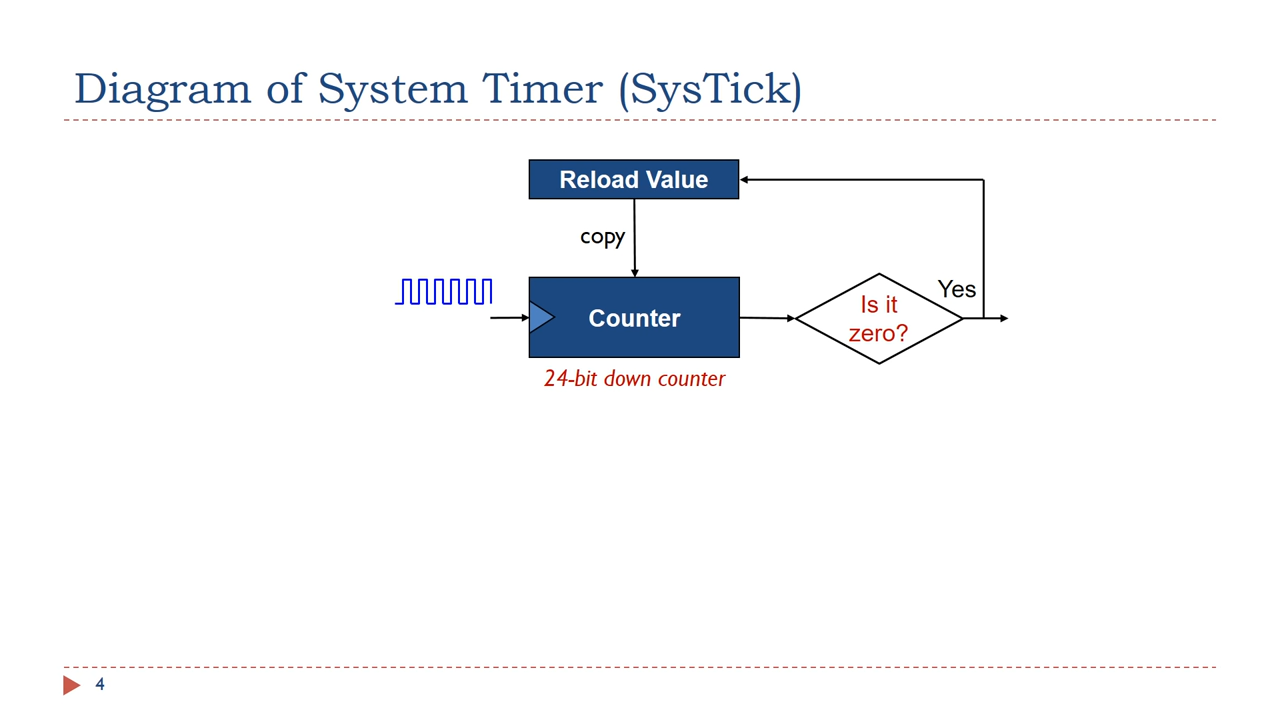 Diagram of System Timer (SysTick)
Reload Value
copy
Yes
Counter
Is it
zero?
24-bit down counter
4